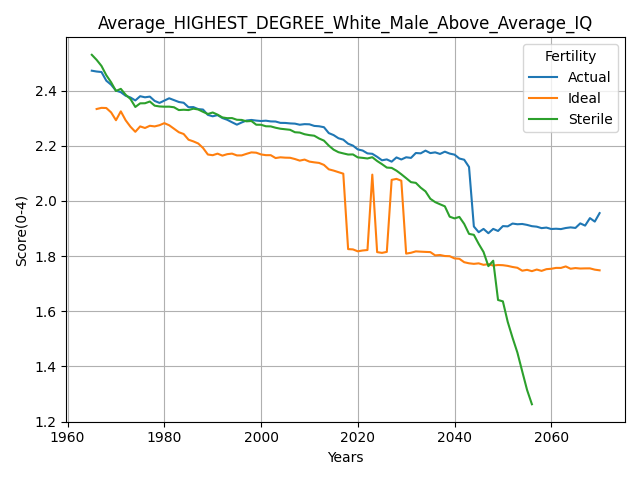 Average_HIGHEST_DEGREE_White_Male_Above_Average_IQ
Fertility
Actual
Ideal
Sterile
Score(0-4)
2.4
2.2
2.0
1.8
1.6
1.4
1.2
1960 1980 2000 2020 2040 2060
Years